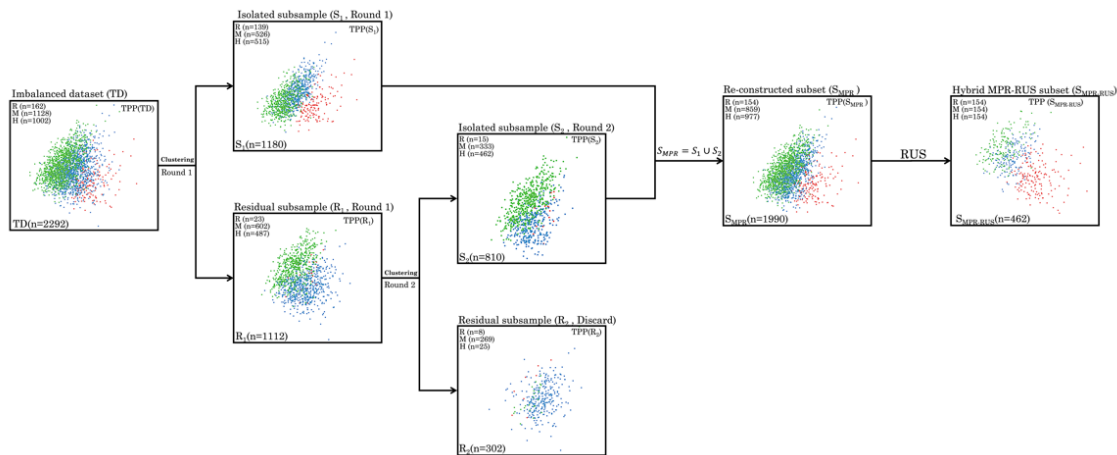 Imbalanced dataset (TD)
R (n=162)
M (n=1128)
H (n=1002)
TPP(TD)
TD(n=2292)
Clustering
Round 1
Isolated subsample (S1 , Round 1)
R (n=139)
M (n=526)
H (n=515)
TPP(S1)
S1(n=1180)
Residual subsample (R1 , Round 1)
R (n=23)
M (n=602)
H (n=487)
TPP(R1)
R1(n=1112)
Clustering
Round 2
Isolated subsample (S2 , Round 2)
R (n=15)
M (n=333)
H (n=462)
TPP(S2)
S2(n=810)
Residual subsample (R2 , Discard)
R (n=8)
M (n=269)
H (n=25)
TPP(R2)
R2(n=302)
SMPR = S1 ∪ S2
Re-constructed subset (SMPR)
R (n=154)
M (n=859)
H (n=977)
TPP(SMPR)
SMPR(n=1990)
RUS
Hybrid MPR-RUS subset (SMPR-RUS)
R (n=154)
M (n=154)
H (n=154)
TPP (SMPR-RUS)
SMPR-RUS(n=462)